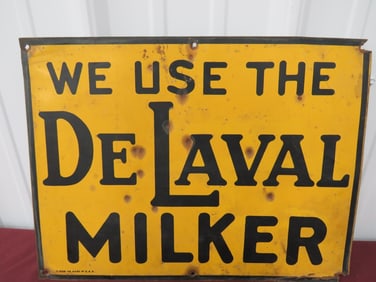 WE USE THE
DE LAVAL
MILKER